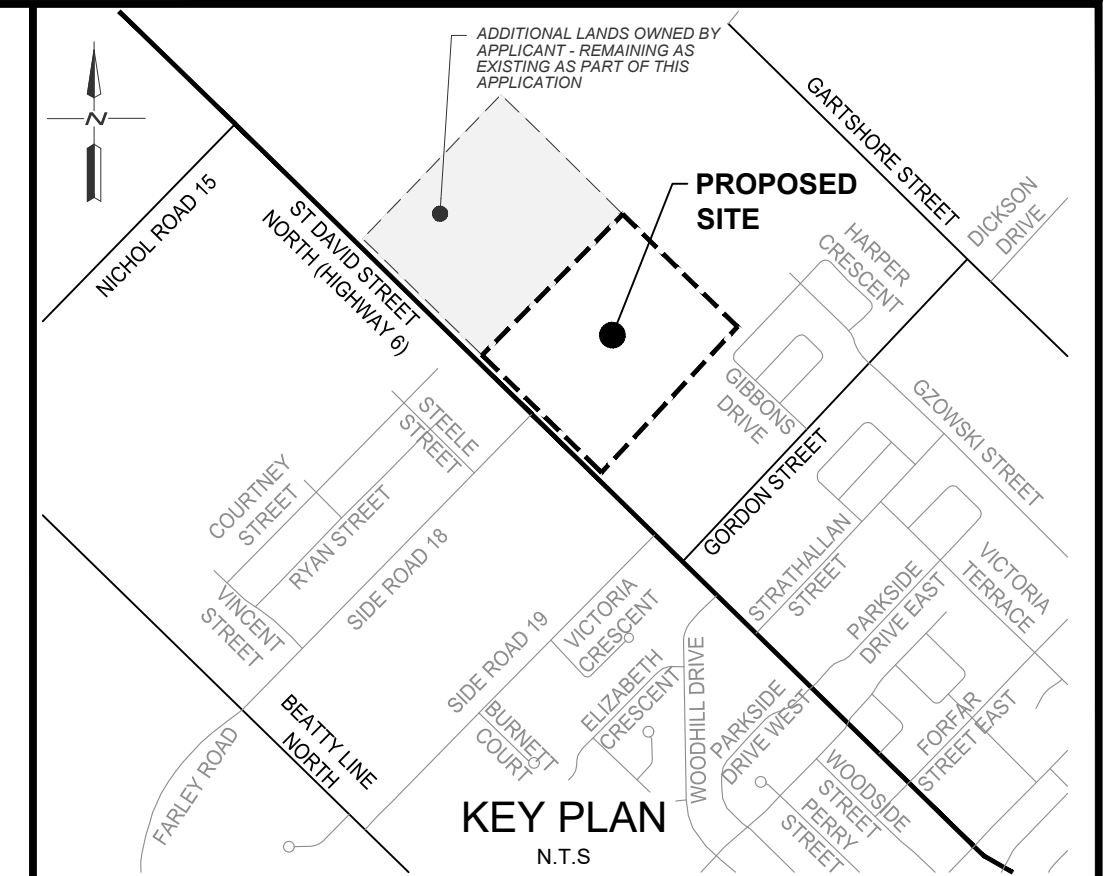 ADDITIONAL LANDS OWNED BY
APPLICANT - REMAINING AS
EXISTING AS PART OF THIS
APPLICATION
N
NICHOL ROAD 15
ST DAVID STREET
NORTH (HIGHWAY 6)
PROPOSED
SITE
GARTSHORE STREET
DICKSON
DRIVE
HARPER
CRESCENT
GIBBONS
DRIVE
GORDON STREET
GZOWSKI STREET
STEELE
STREET
COURTNEY
STREET
RYAN STREET
VINCENT
STREET
SIDE ROAD 18
STRATHALLAN
STREET
PARKSIDE
DRIVE EAST
VICTORIA
TERRACE
SIDE ROAD 19
VICTORIA
CRESCENT
ELIZABETH
CRESCENT
BURNETT
COURT
WOODHILL DRIVE
PARKSIDE
DRIVE WEST
FORFAR
STREET EAST
WOODSIDE
STREET
PERRY
STREET
BEATTY LINE
NORTH
FARLEY ROAD
KEY PLAN
N.T.S